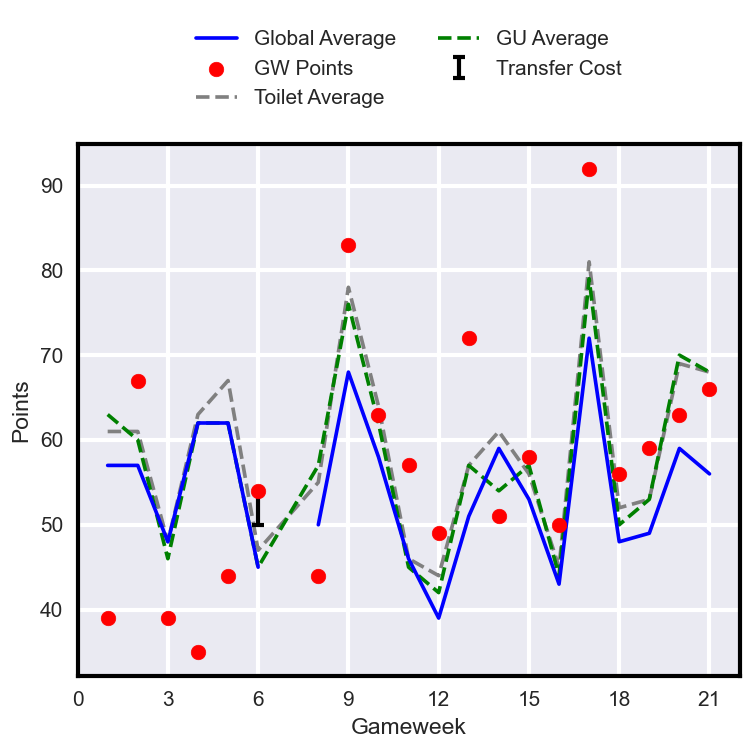 Global Average
GW Points
Toilet Average
GU Average
Transfer Cost
90
80
70
60
50
40
Points
0 3 6 9 12 15 18 21
Gameweek